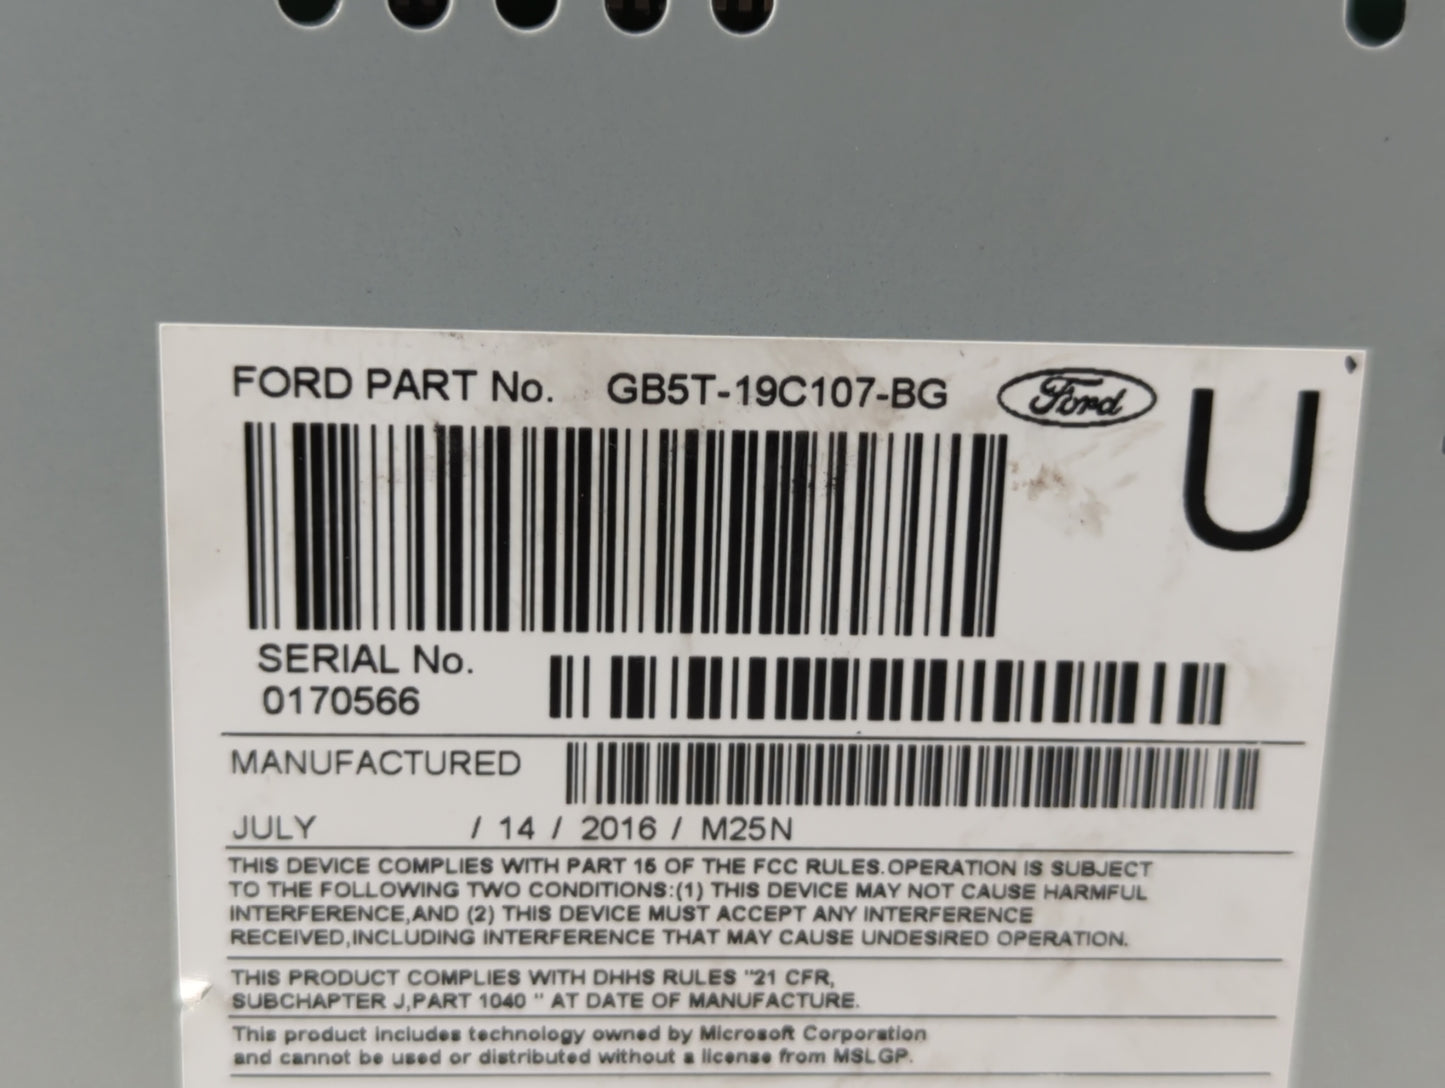 FORD PART No. GB5T-19C107-BG Ford U
SERIAL No.
0170566
MANUFACTURED
JULY / 14 / 2016 / M25N
THIS DEVICE COMPLIES WITH PART 15 OF THE FCC RULES.OPERATION IS SUBJECT
TO THE FOLLOWING TWO CONDITIONS:(1) THIS DEVICE MAY NOT CAUSE HARMFUL
INTERFERENCE,AND (2) THIS DEVICE MUST ACCEPT ANY INTERFERENCE
RECEIVED,INCLUDING INTERFERENCE THAT MAY CAUSE UNDESIRED OPERATION.
THIS PRODUCT COMPLIES WITH DHHS RULES "21 CFR,
SUBCHAPTER J,PART 1040 " AT DATE OF MANUFACTURE.
This product includes technology owned by Microsoft Corporation
and cannot be used or distributed without a license from MSLGP.